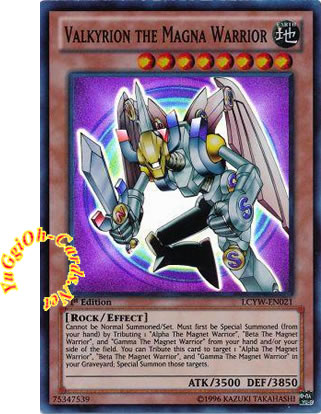 VALKYRION THE MAGNA WARRIOR
EARTH
地
N
S
YuGgiOh-Cards.Net
1st Edition
LCYW-EN021
[ROCK/EFFECT]
Cannot be Normal Summoned/Set. Must first be Special Summoned (from
your hand) by Tributing 1 "Alpha The Magnet Warrior", "Beta The Magnet
Warrior", and "Gamma The Magnet Warrior" from your hand and/or your
side of the field. You can Tribute this card to target 1 "Alpha The Magnet
Warrior", "Beta The Magnet Warrior", and "Gamma The Magnet Warrior" in
your Graveyard; Special Summon those targets.
ATK/3500 DEF/3850
75347539
©1996 KAZUKI TAKAHASHI